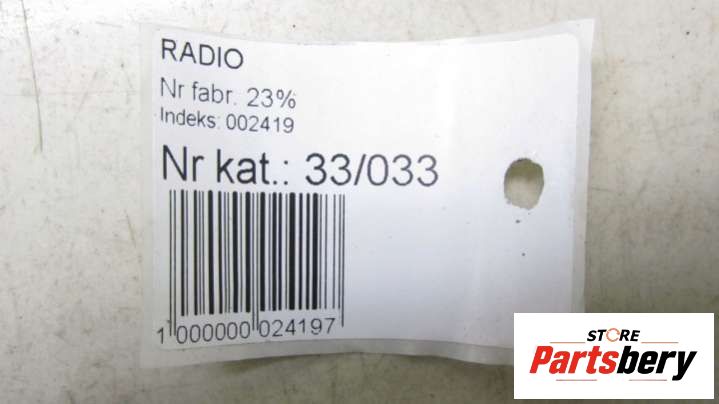 RADIO
Nr fabr. 23%
Indeks: 002419
Nr kat.: 33/033
1 000000 024197
STORE
Partsbery